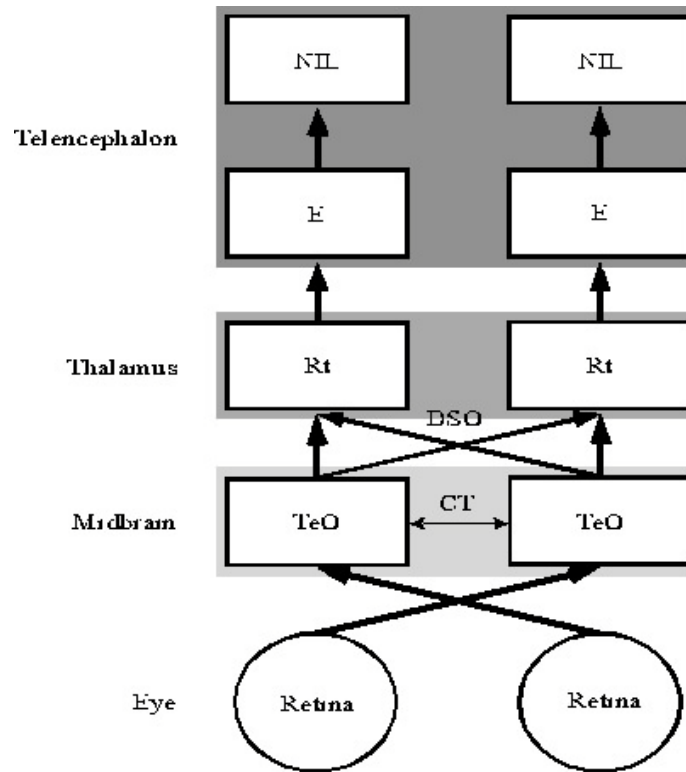 NIL NIL
Telencephalon
E E
Thalamus Rt Rt
DSO
Midbrain TeO CT TeO
Eye Retina Retina